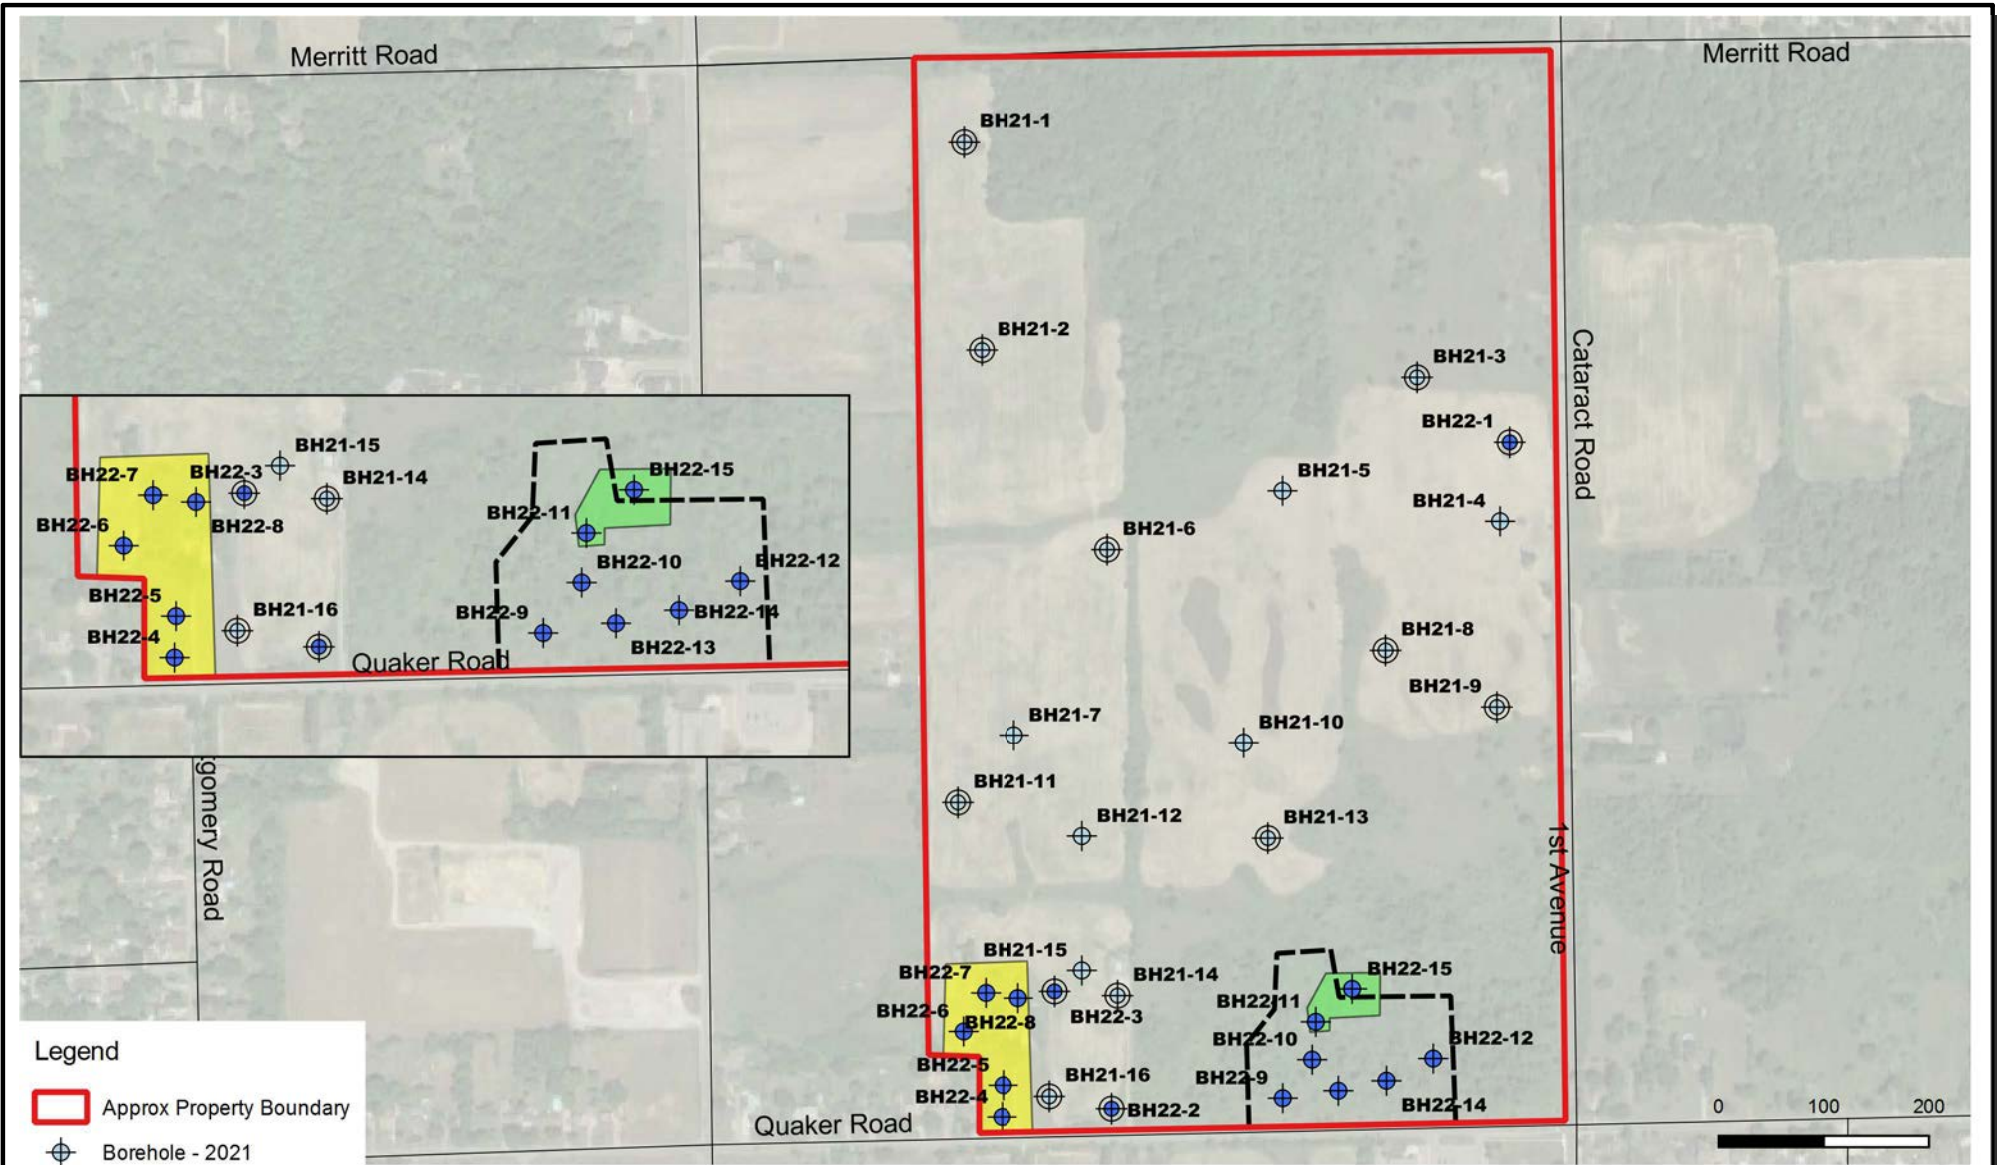 Merritt Road
Merritt Road
BH21-1
BH21-2
Cataract Road
BH21-3
BH22-1
BH21-5
BH21-4
BH21-6
BH21-8
BH21-9
BH21-7
BH21-10
BH21-11
BH21-12
BH21-13
1st Avenue
BH21-15
BH22-7
BH22-3
BH21-14
BH22-6
BH22-8
BH22-5
BH22-4
BH21-16
Quaker Road
BH22-15
BH22-11
BH22-10
BH22-12
BH22-9
BH22-14
BH22-13
tgomery Road
BH21-15
BH22-7
BH21-14
BH22-15
BH22-6
BH22-8
BH22-3
BH22-11
BH22-10
BH22-12
BH22-5
BH21-16
BH22-9
BH22-4
BH22-2
BH22-14
Quaker Road
0 100 200
Legend
Approx Property Boundary
Borehole - 2021